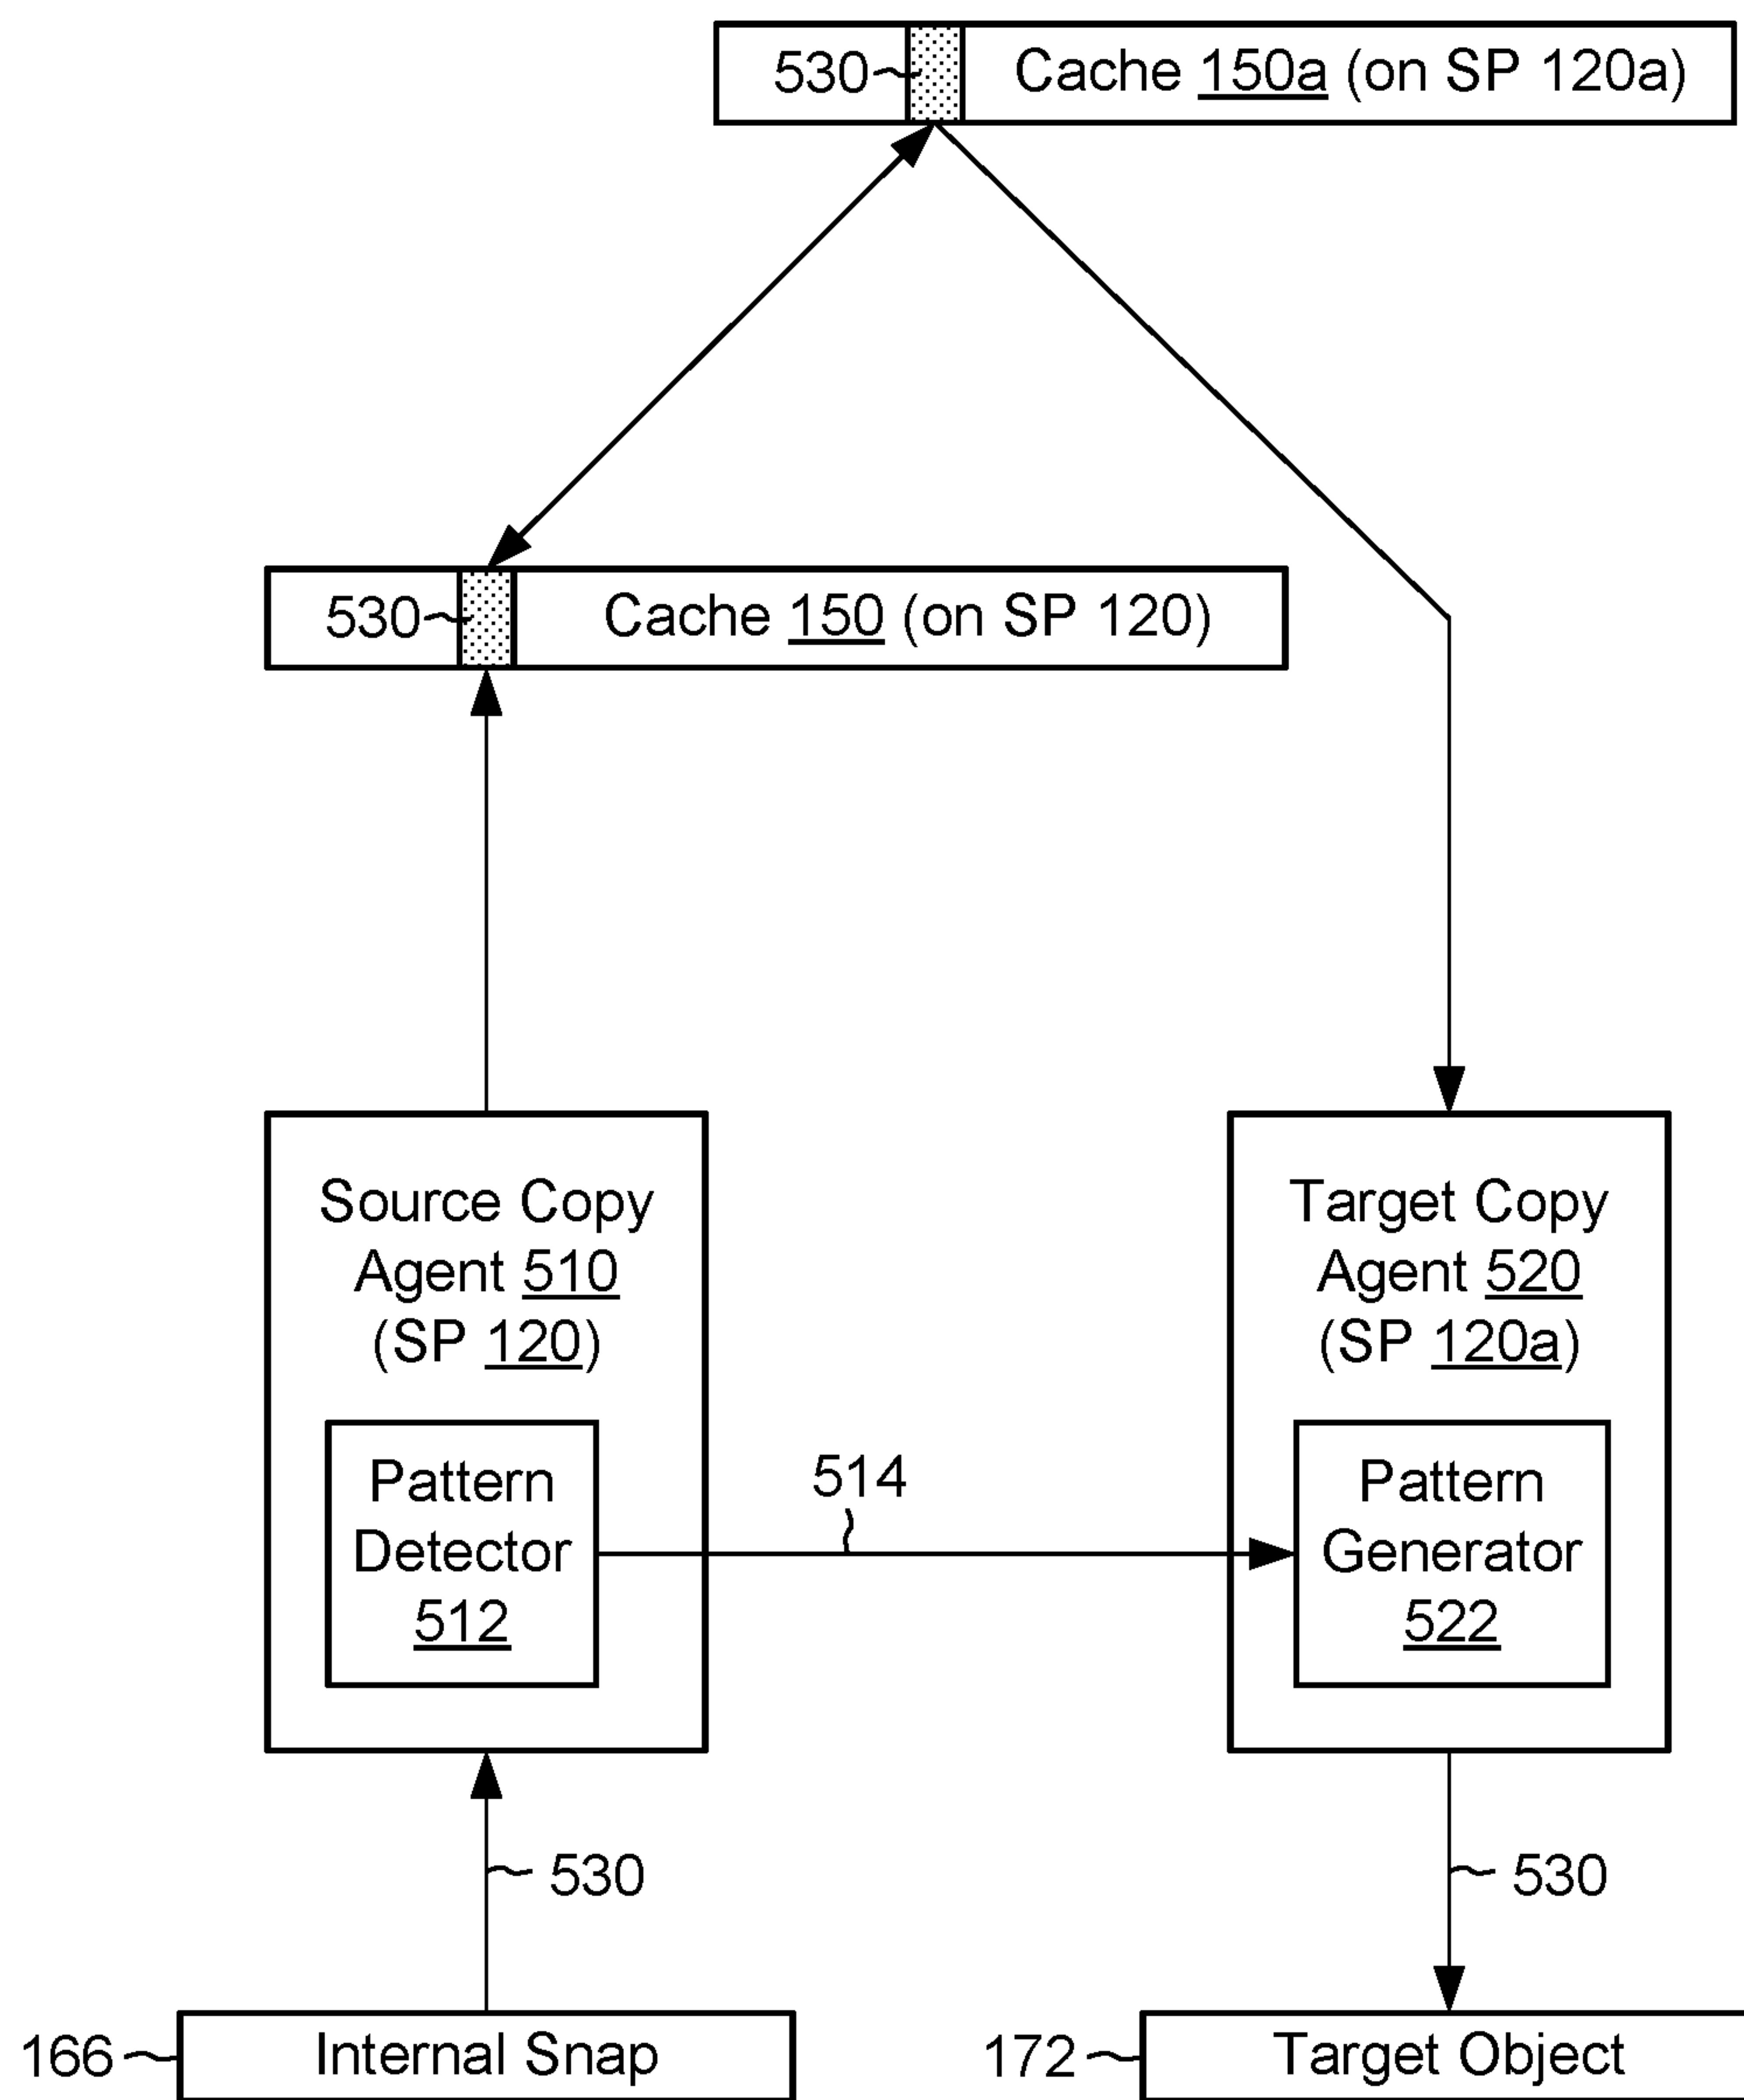 530
Cache 150a (on SP 120a)
530
Cache 150 (on SP 120)
Source Copy
Agent 510
(SP 120)
Pattern
Detector
512
514
Target Copy
Agent 520
(SP 120a)
Pattern
Generator
522
530
530
166
Internal Snap
172
Target Object